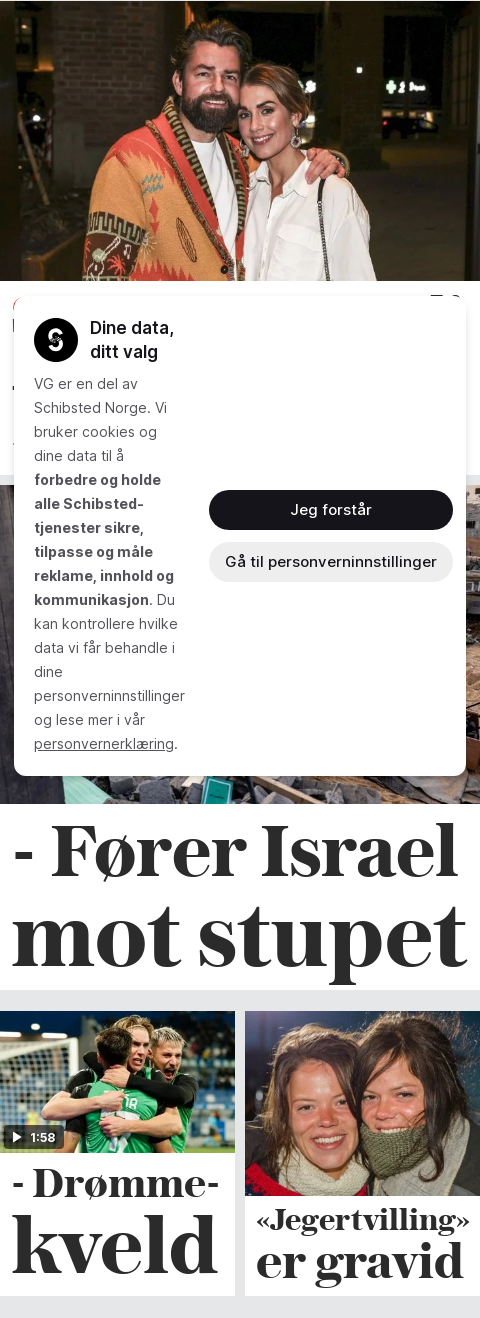 Dine data,
ditt valg
VG er en del av
Schibsted Norge. Vi
bruker cookies og
dine data til å
forbedre og holde
alle Schibsted-
tjenester sikre,
tilpasse og måle
reklame, innhold og
kommunikasjon. Du
kan kontrollere hvilke
data vi får behandle i
dine
personverninnstillinger
og lese mer i vår
personvernerklæring.
Jeg forstår
Gå til personverninnstillinger
- Fører Israel
mot stupet
1:58
- Drømme-
kveld
«Jegertvilling»
er gravid